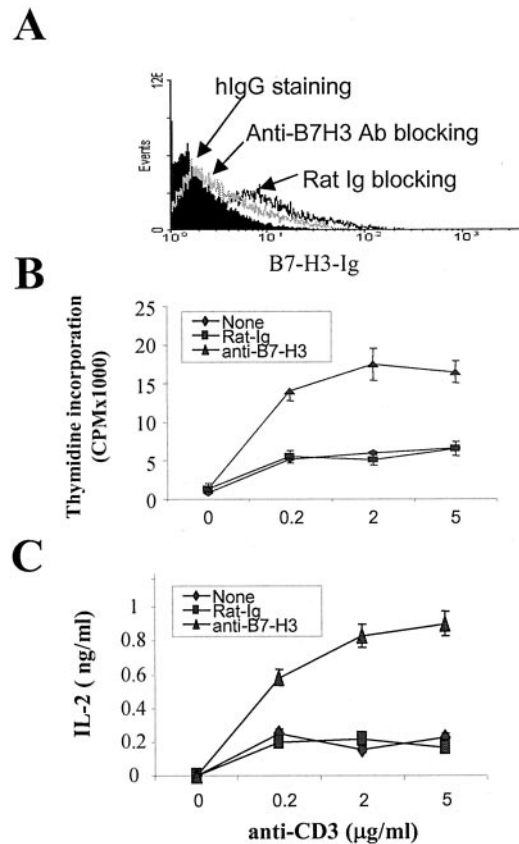 A
12E
hIgG staining
Anti-B7H3 Ab blocking
Rat Ig blocking
Events
0
10⁰ 10¹ 10² 10³
B7-H3-Ig
B
25
20
15
10
5
0
Thymidine incorporation
(CPMx1000)
None
Rat-Ig
anti-B7-H3
0 0.2 2 5
C
1
0.8
0.6
0.4
0.2
0
IL-2 ( ng/ml)
None
Rat-Ig
anti-B7-H3
0 0.2 2 5
anti-CD3 (μg/ml)